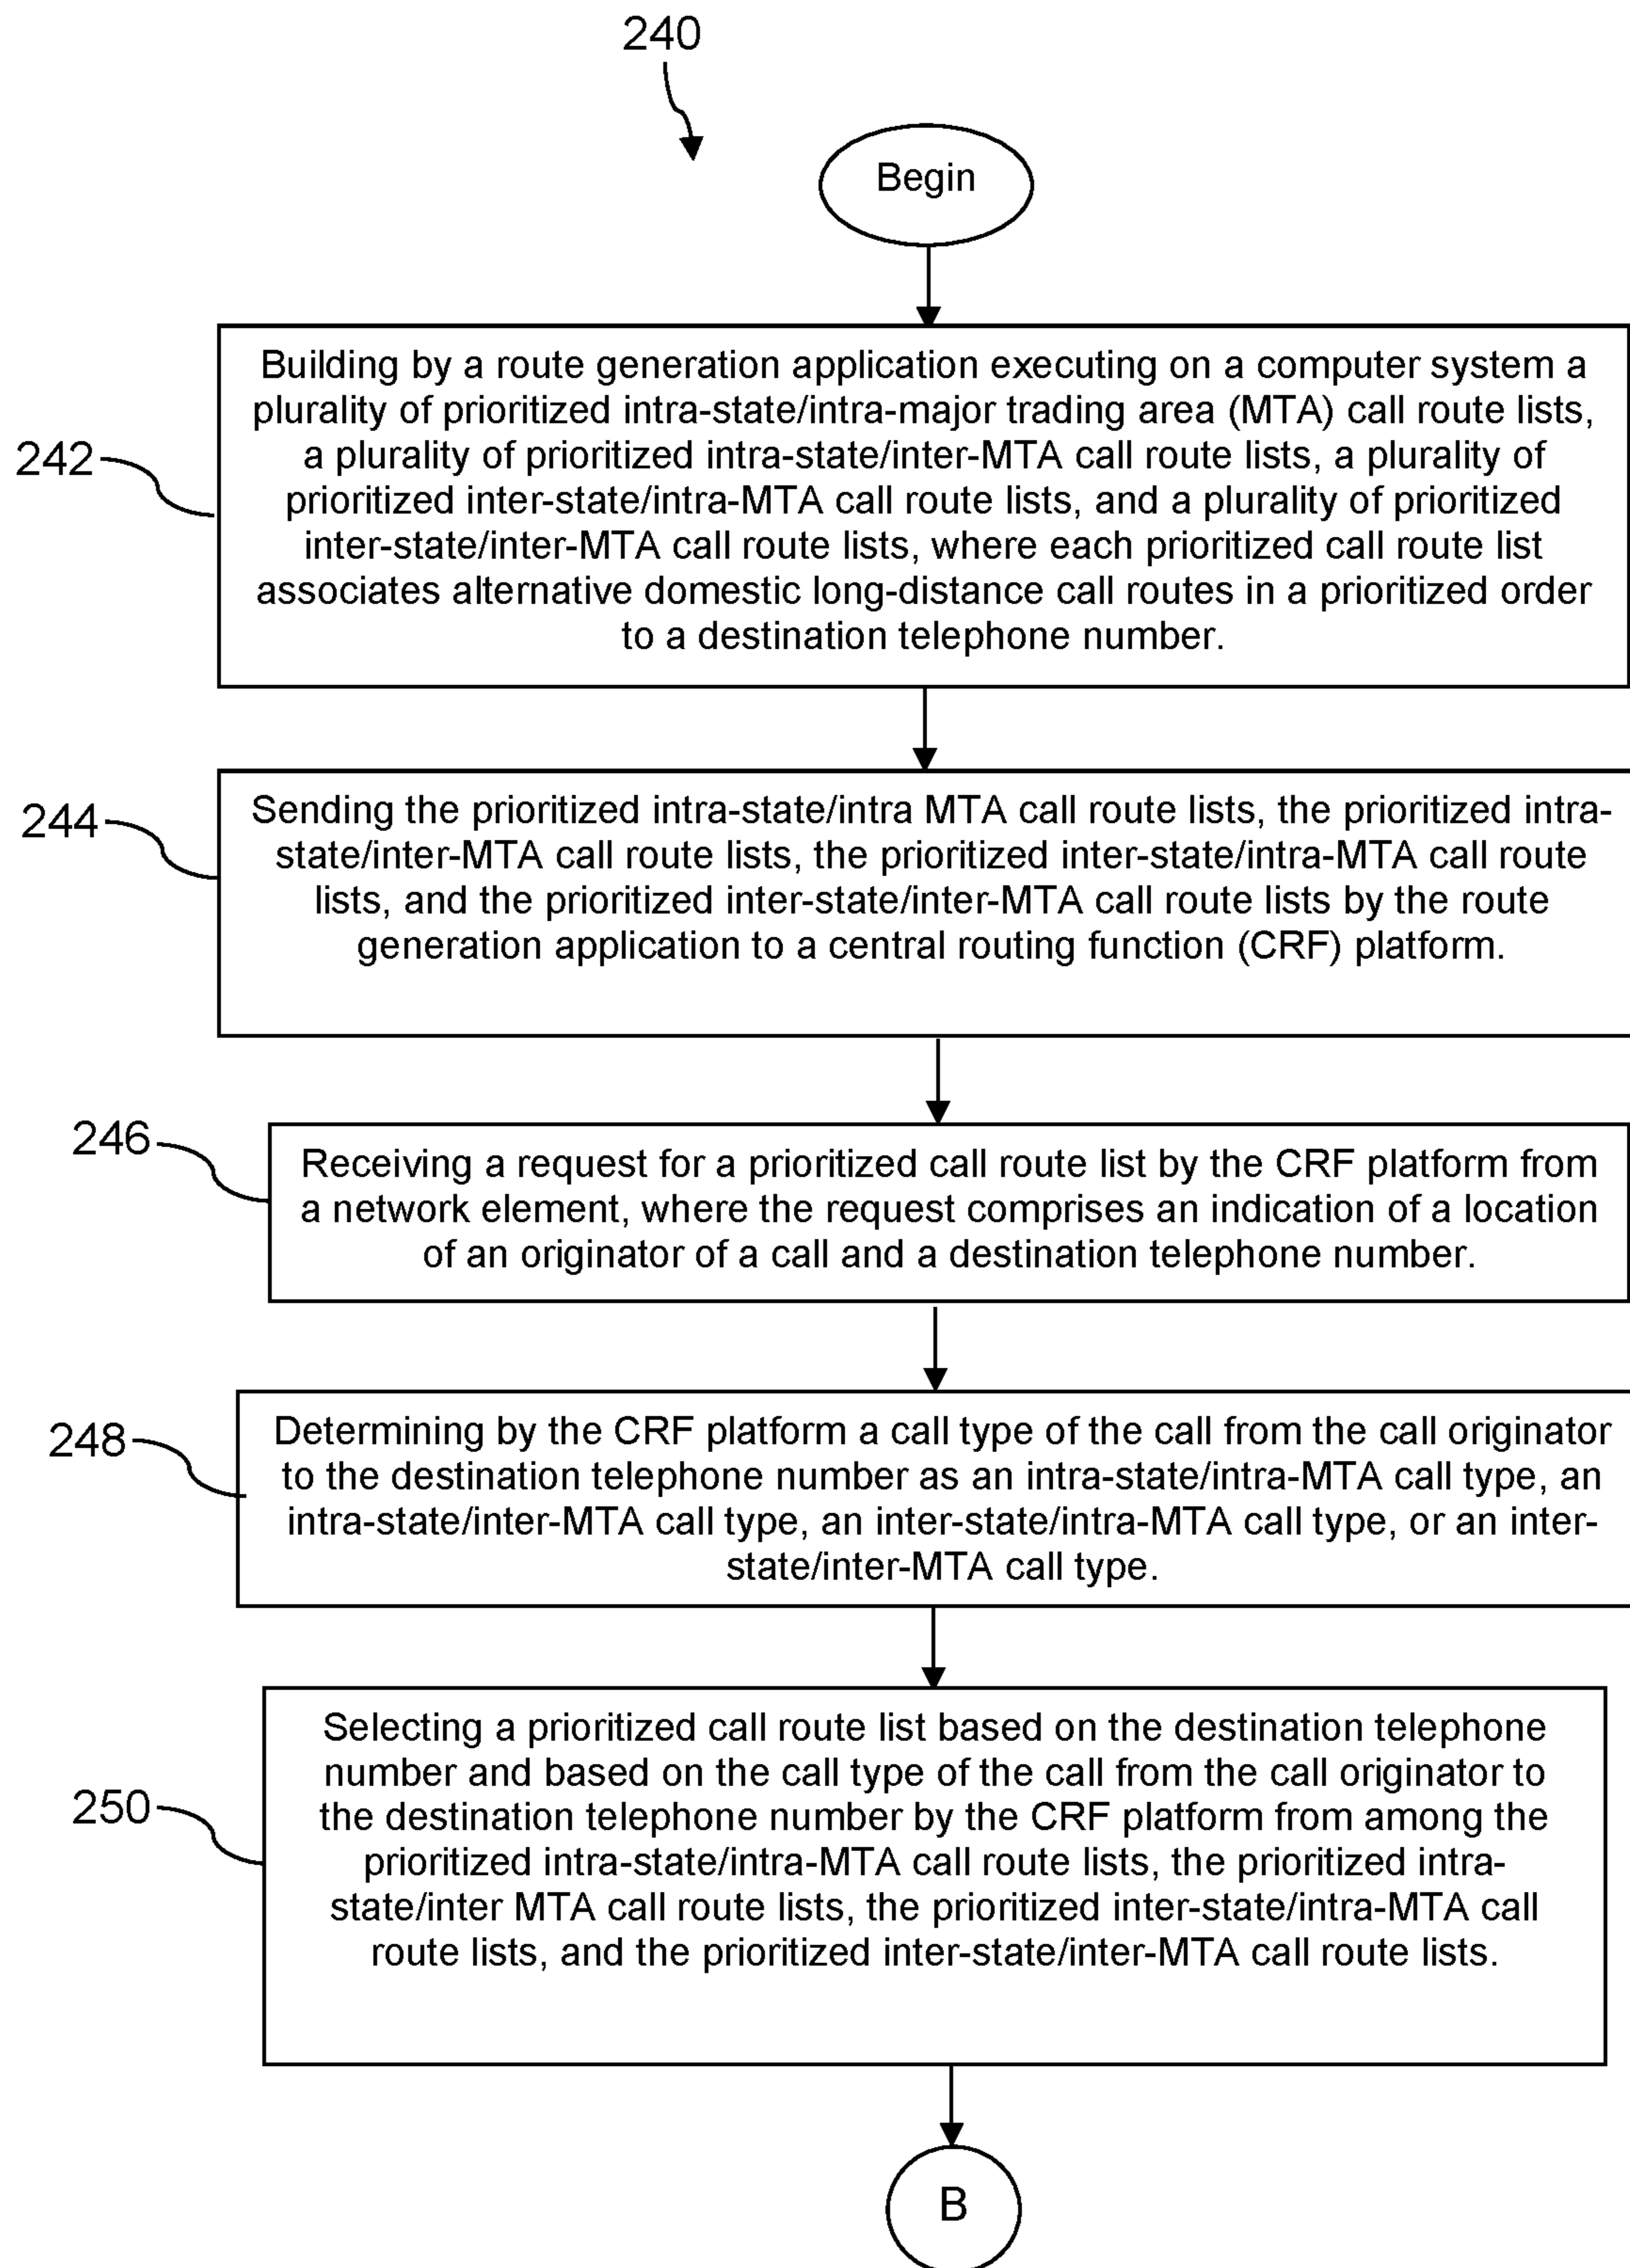 240
Begin
242
Building by a route generation application executing on a computer system a
plurality of prioritized intra-state/intra-major trading area (MTA) call route lists,
a plurality of prioritized intra-state/inter-MTA call route lists, a plurality of
prioritized inter-state/intra-MTA call route lists, and a plurality of prioritized
inter-state/inter-MTA call route lists, where each prioritized call route list
associates alternative domestic long-distance call routes in a prioritized order
to a destination telephone number.
244
Sending the prioritized intra-state/intra MTA call route lists, the prioritized intra-
state/inter-MTA call route lists, the prioritized inter-state/intra-MTA call route
lists, and the prioritized inter-state/inter-MTA call route lists by the route
generation application to a central routing function (CRF) platform.
246
Receiving a request for a prioritized call route list by the CRF platform from
a network element, where the request comprises an indication of a location
of an originator of a call and a destination telephone number.
248
Determining by the CRF platform a call type of the call from the call originator
to the destination telephone number as an intra-state/intra-MTA call type, an
intra-state/inter-MTA call type, an inter-state/intra-MTA call type, or an inter-
state/inter-MTA call type.
250
Selecting a prioritized call route list based on the destination telephone
number and based on the call type of the call from the call originator to
the destination telephone number by the CRF platform from among the
prioritized intra-state/intra-MTA call route lists, the prioritized intra-
state/inter MTA call route lists, the prioritized inter-state/intra-MTA call
route lists, and the prioritized inter-state/inter-MTA call route lists.
B